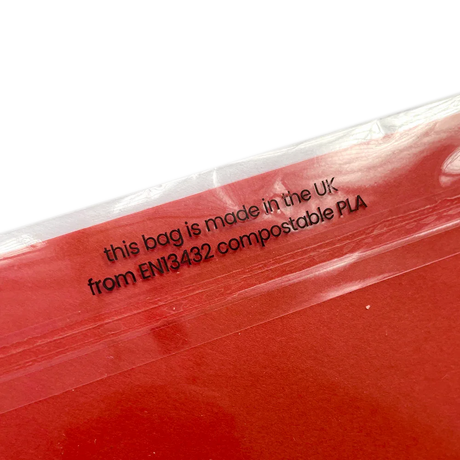 this bag is made in the UK
from EN13432 compostable PLA